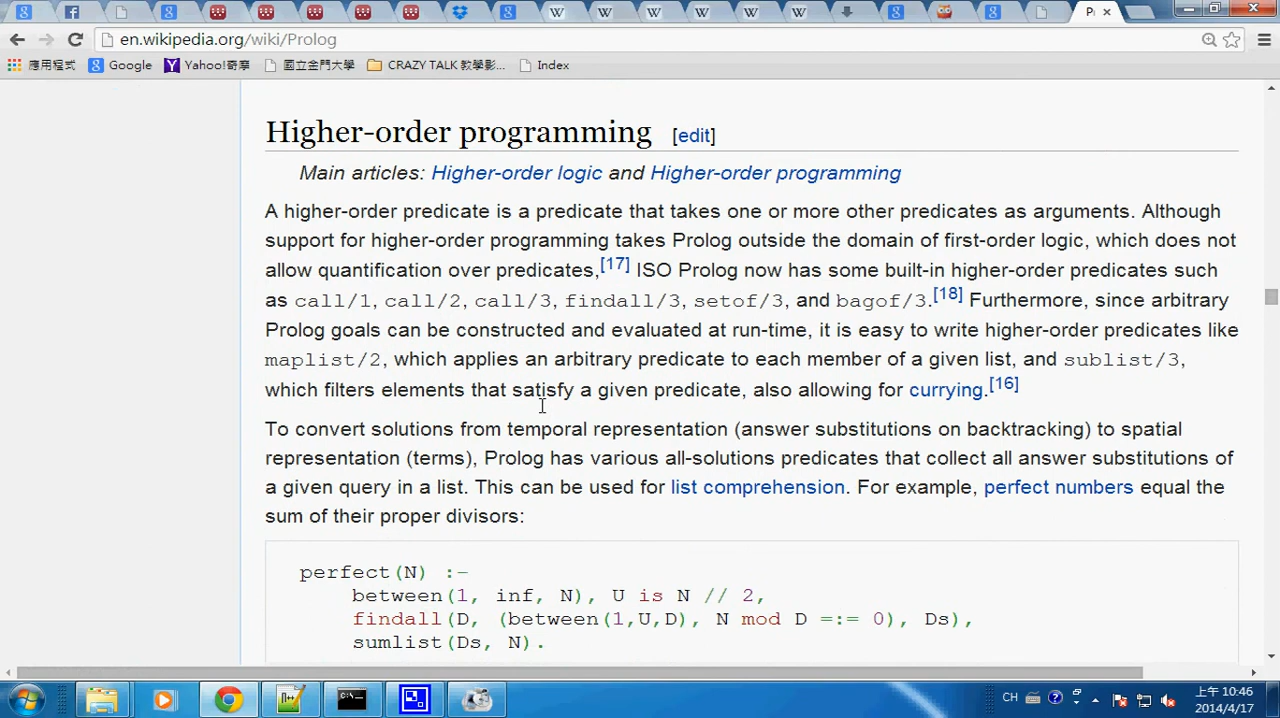 P
en.wikipedia.org/wiki/Prolog
應用程式 Google Yahoo!奇摩 國立金門大學 CRAZY TALK 教學影... Index
Higher-order programming [edit]
Main articles: Higher-order logic and Higher-order programming
A higher-order predicate is a predicate that takes one or more other predicates as arguments. Although
support for higher-order programming takes Prolog outside the domain of first-order logic, which does not
allow quantification over predicates,[17] ISO Prolog now has some built-in higher-order predicates such
as call/1, call/2, call/3, findall/3, setof/3, and bagof/3.[18] Furthermore, since arbitrary
Prolog goals can be constructed and evaluated at run-time, it is easy to write higher-order predicates like
maplist/2, which applies an arbitrary predicate to each member of a given list, and sublist/3,
which filters elements that satisfy a given predicate, also allowing for currying.[16]
To convert solutions from temporal representation (answer substitutions on backtracking) to spatial
representation (terms), Prolog has various all-solutions predicates that collect all answer substitutions of
a given query in a list. This can be used for list comprehension. For example, perfect numbers equal the
sum of their proper divisors:
perfect(N) :-
between(1, inf, N), U is N // 2,
findall(D, (between(1,U,D), N mod D =:= 0), Ds),
sumlist(Ds, N).
CH
上午 10:46
2014/4/17